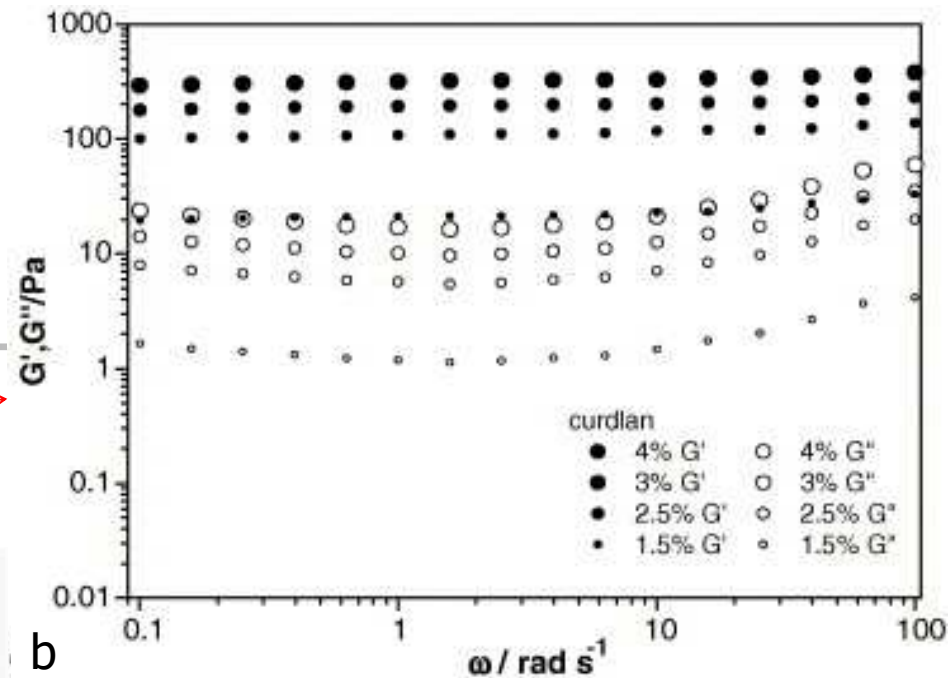 1000
100
10
1
0.1
0.01
G',G''/Pa
curdlan
4% G' 4% G"
3% G' 3% G"
2.5% G' 2.5% G"
1.5% G' 1.5% G"
0.1 1 10 100
ω / rad s-1
b